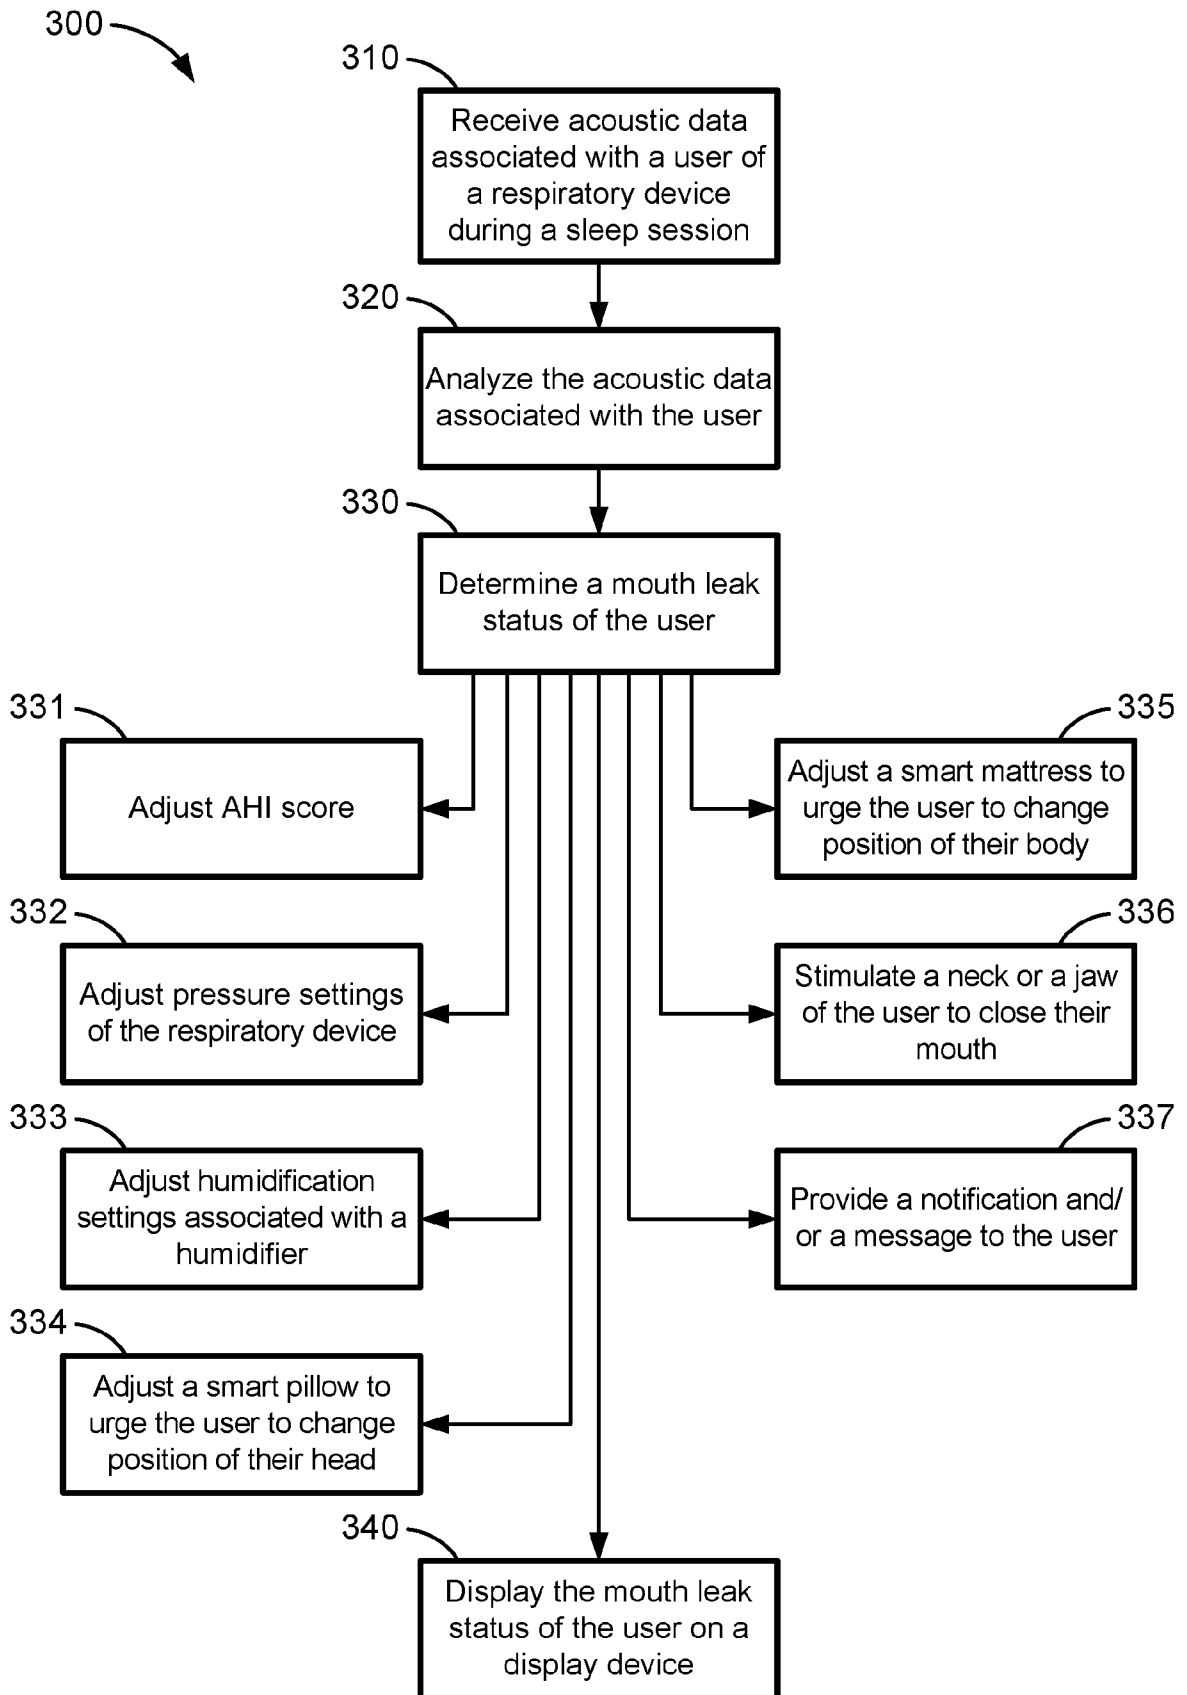 300
310
Receive acoustic data
associated with a user of
a respiratory device
during a sleep session
320
Analyze the acoustic data
associated with the user
330
Determine a mouth leak
status of the user
331
Adjust AHI score
332
Adjust pressure settings
of the respiratory device
333
Adjust humidification
settings associated with a
humidifier
334
Adjust a smart pillow to
urge the user to change
position of their head
335
Adjust a smart mattress to
urge the user to change
position of their body
336
Stimulate a neck or a jaw
of the user to close their
mouth
337
Provide a notification and/
or a message to the user
340
Display the mouth leak
status of the user on a
display device